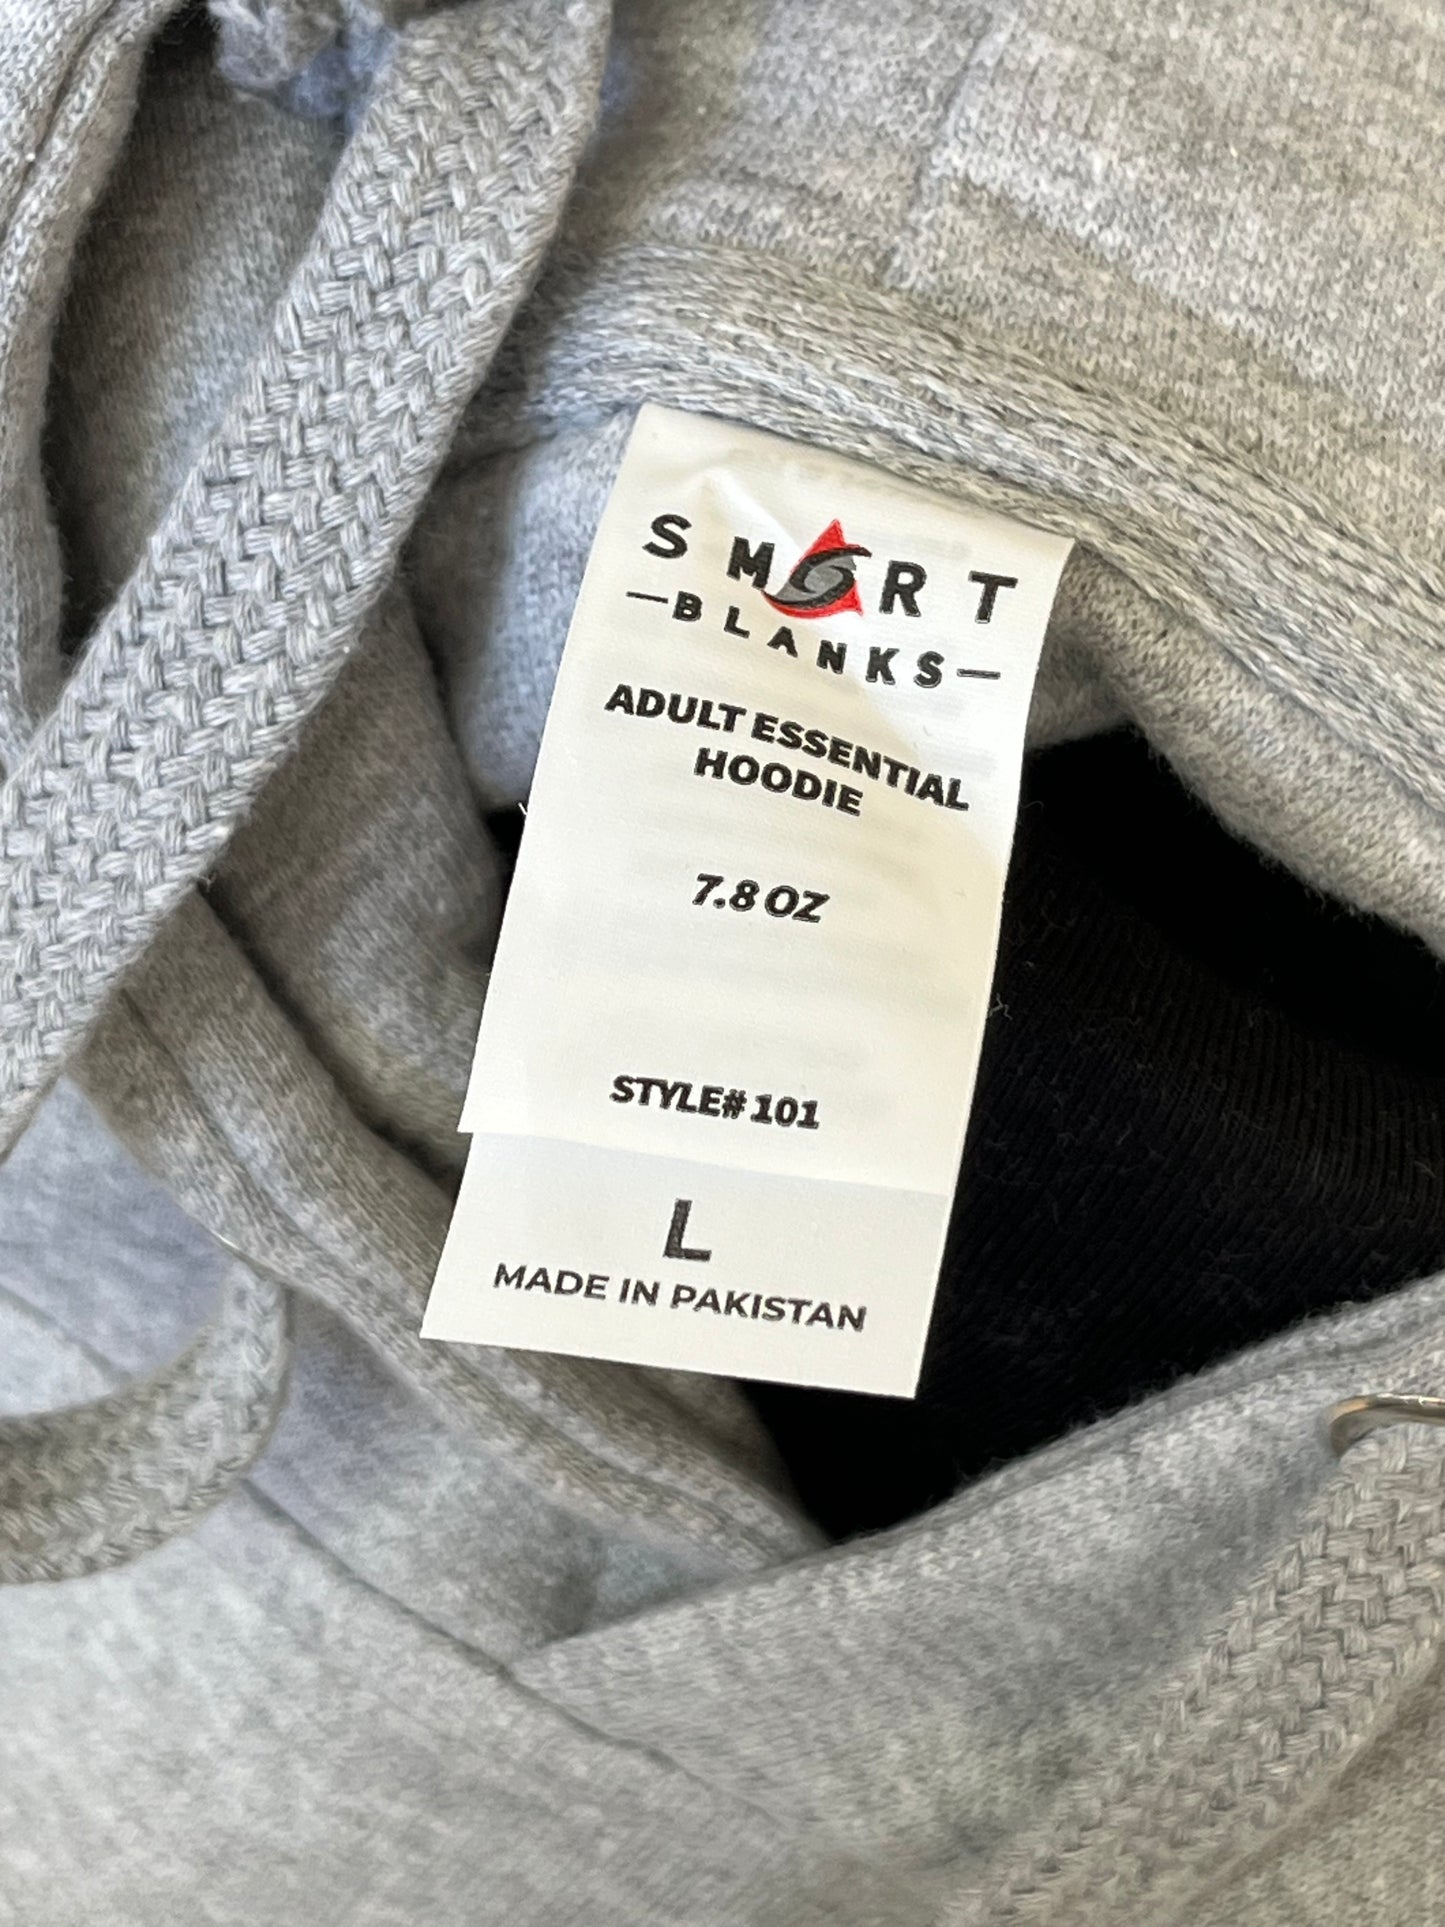 SMART
BLANKS
ADULT ESSENTIAL
HOODIE
7.8 OZ
STYLE# 101
L
MADE IN PAKISTAN